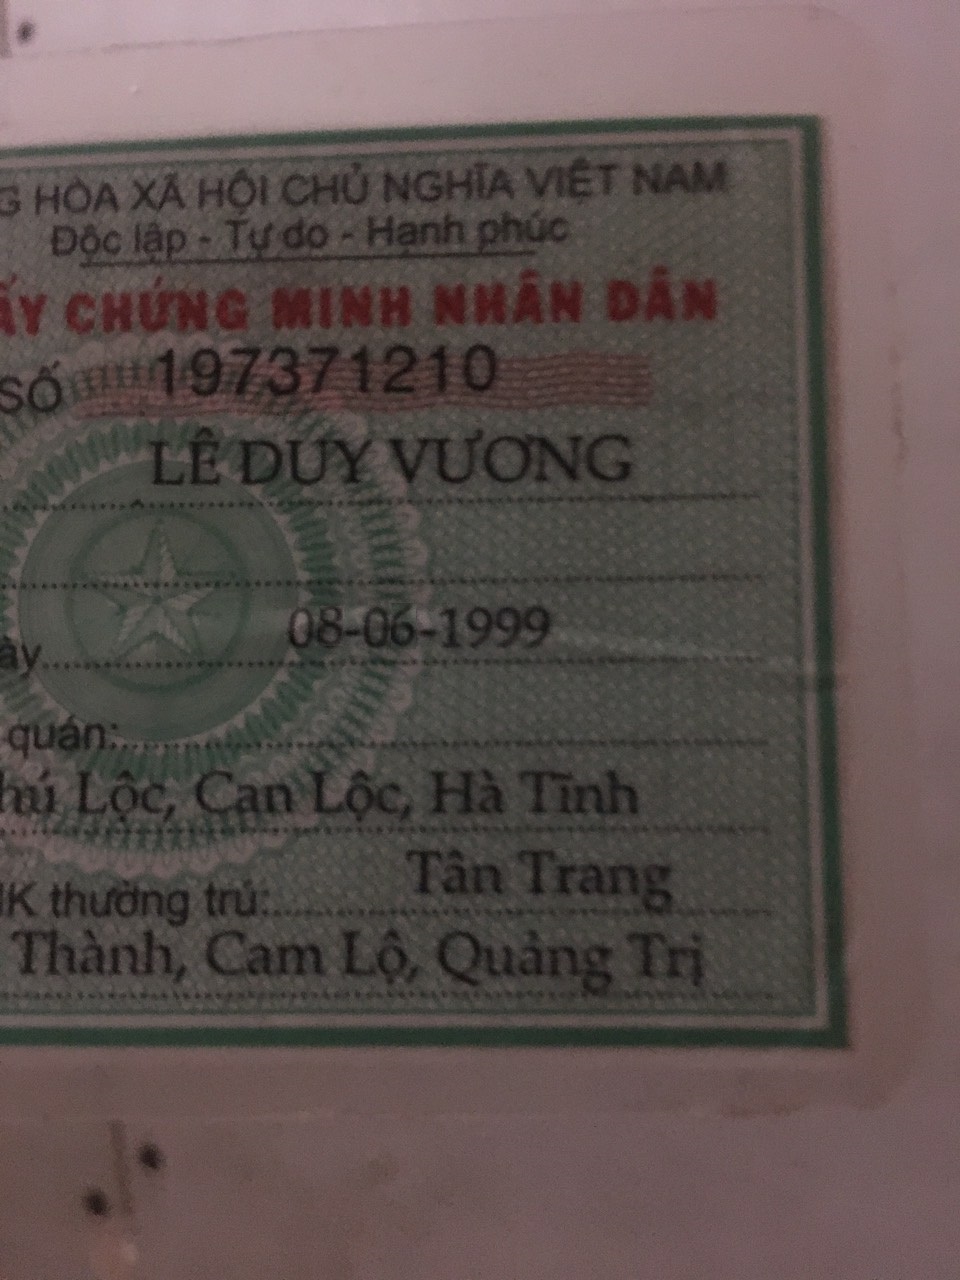 G HÒA XÃ HỘI CHỦ NGHĨA VIỆT NAM
Độc lập - Tự do - Hạnh phúc
ẤY CHỨNG MINH NHÂN DÂN
SỐ 197371210
LÊ DUY VƯƠNG
ày 08-06-1999
quán:
hú Lộc, Can Lộc, Hà Tĩnh
NK thường trú: Tân Trang
Thành, Cam Lộ, Quảng Trị